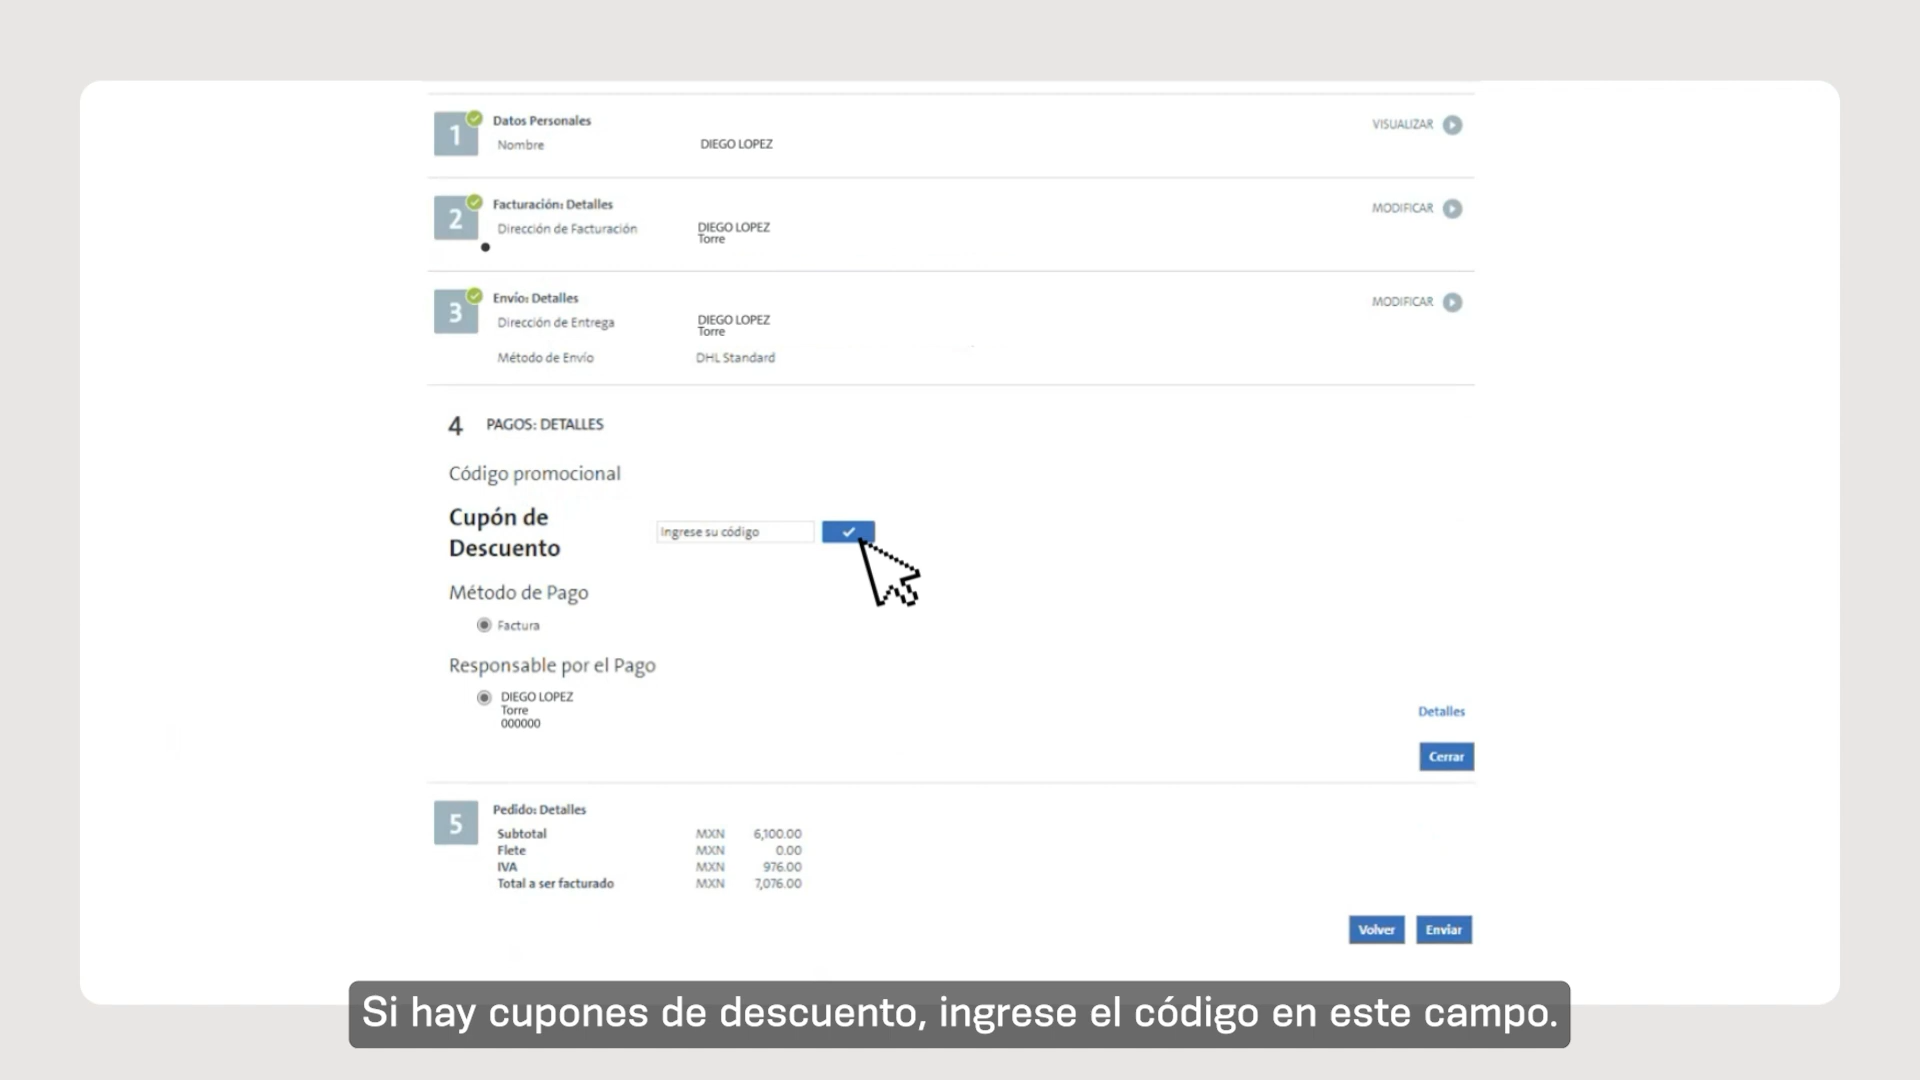 1 Datos Personales VISUALIZAR
Nombre DIEGO LOPEZ
2 Facturación: Detalles MODIFICAR
Dirección de Facturación DIEGO LOPEZ
Torre
3 Envío: Detalles MODIFICAR
Dirección de Entrega DIEGO LOPEZ
Torre
Método de Envío DHL Standard
4 PAGOS: DETALLES
Código promocional
Cupón de
Descuento
Ingrese su código
Método de Pago
Factura
Responsable por el Pago
DIEGO LOPEZ
Torre
000000
Detalles
Cerrar
5 Pedido: Detalles
Subtotal MXN 6,100.00
Flete MXN 0.00
IVA MXN 976.00
Total a ser facturado MXN 7,076.00
Volver Enviar
Si hay cupones de descuento, ingrese el código en este campo.